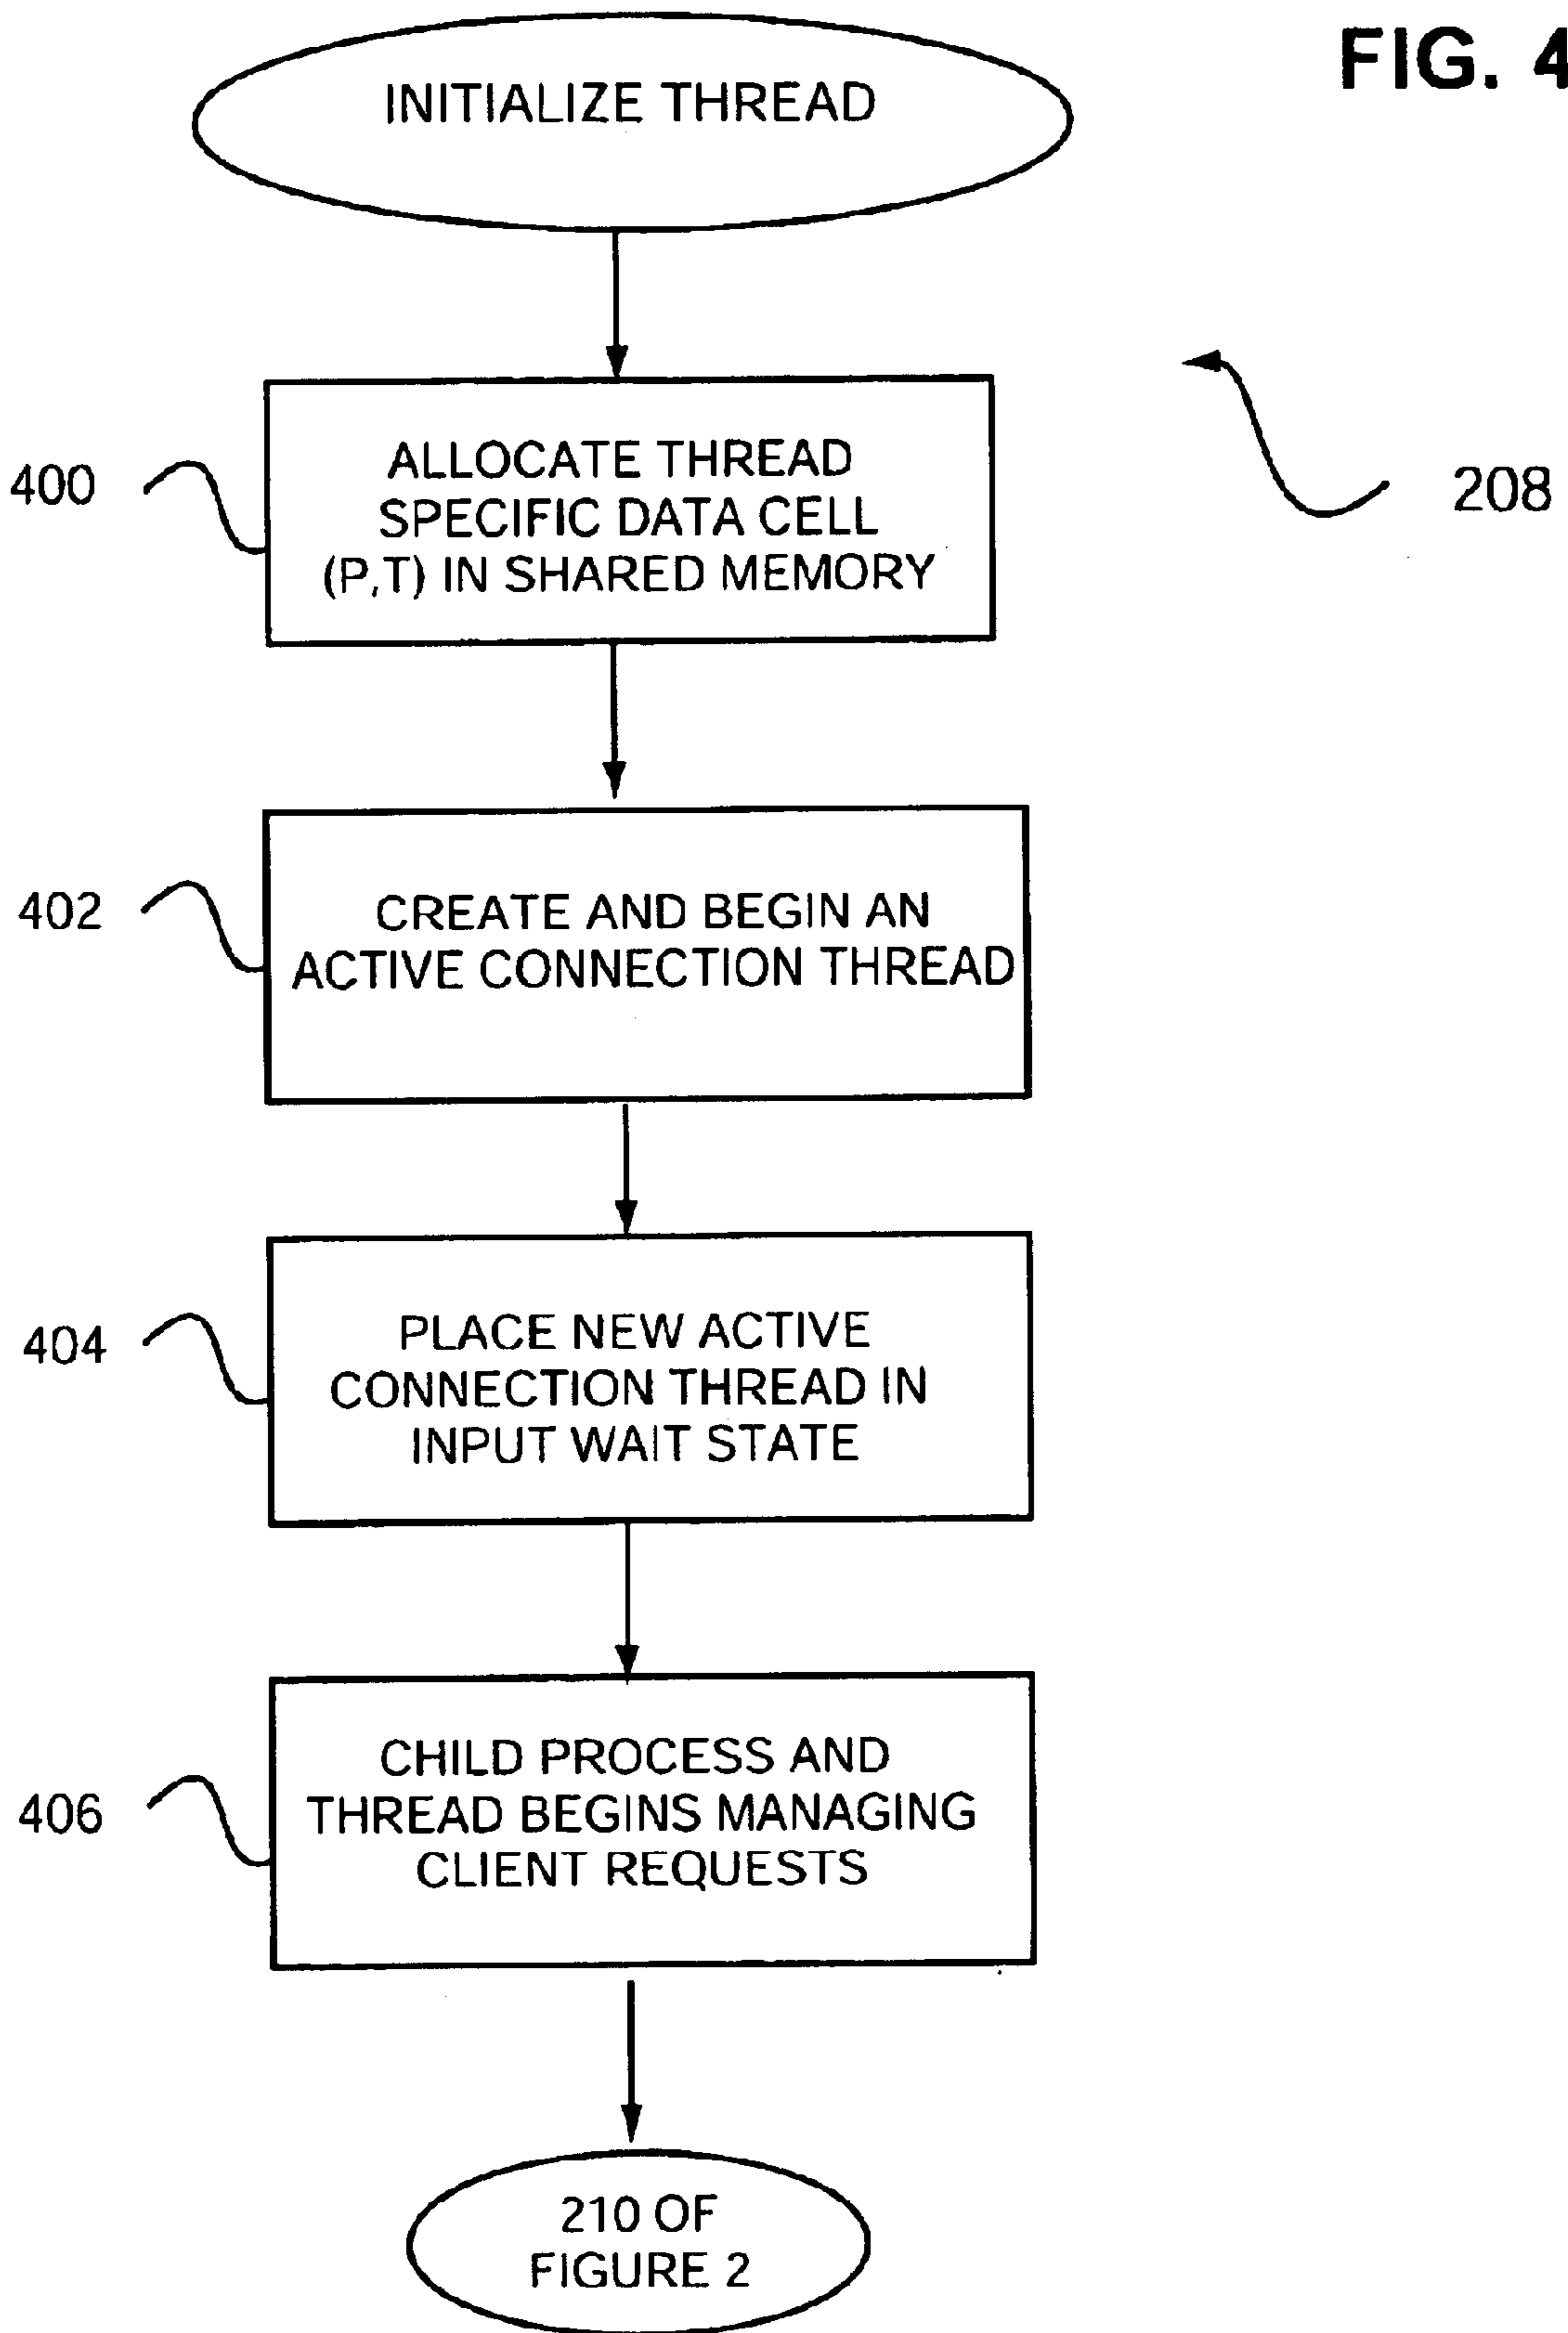 FIG. 4
INITIALIZE THREAD
208
400
ALLOCATE THREAD
SPECIFIC DATA CELL
(P,T) IN SHARED MEMORY
402
CREATE AND BEGIN AN
ACTIVE CONNECTION THREAD
404
PLACE NEW ACTIVE
CONNECTION THREAD IN
INPUT WAIT STATE
406
CHILD PROCESS AND
THREAD BEGINS MANAGING
CLIENT REQUESTS
210 OF
FIGURE 2